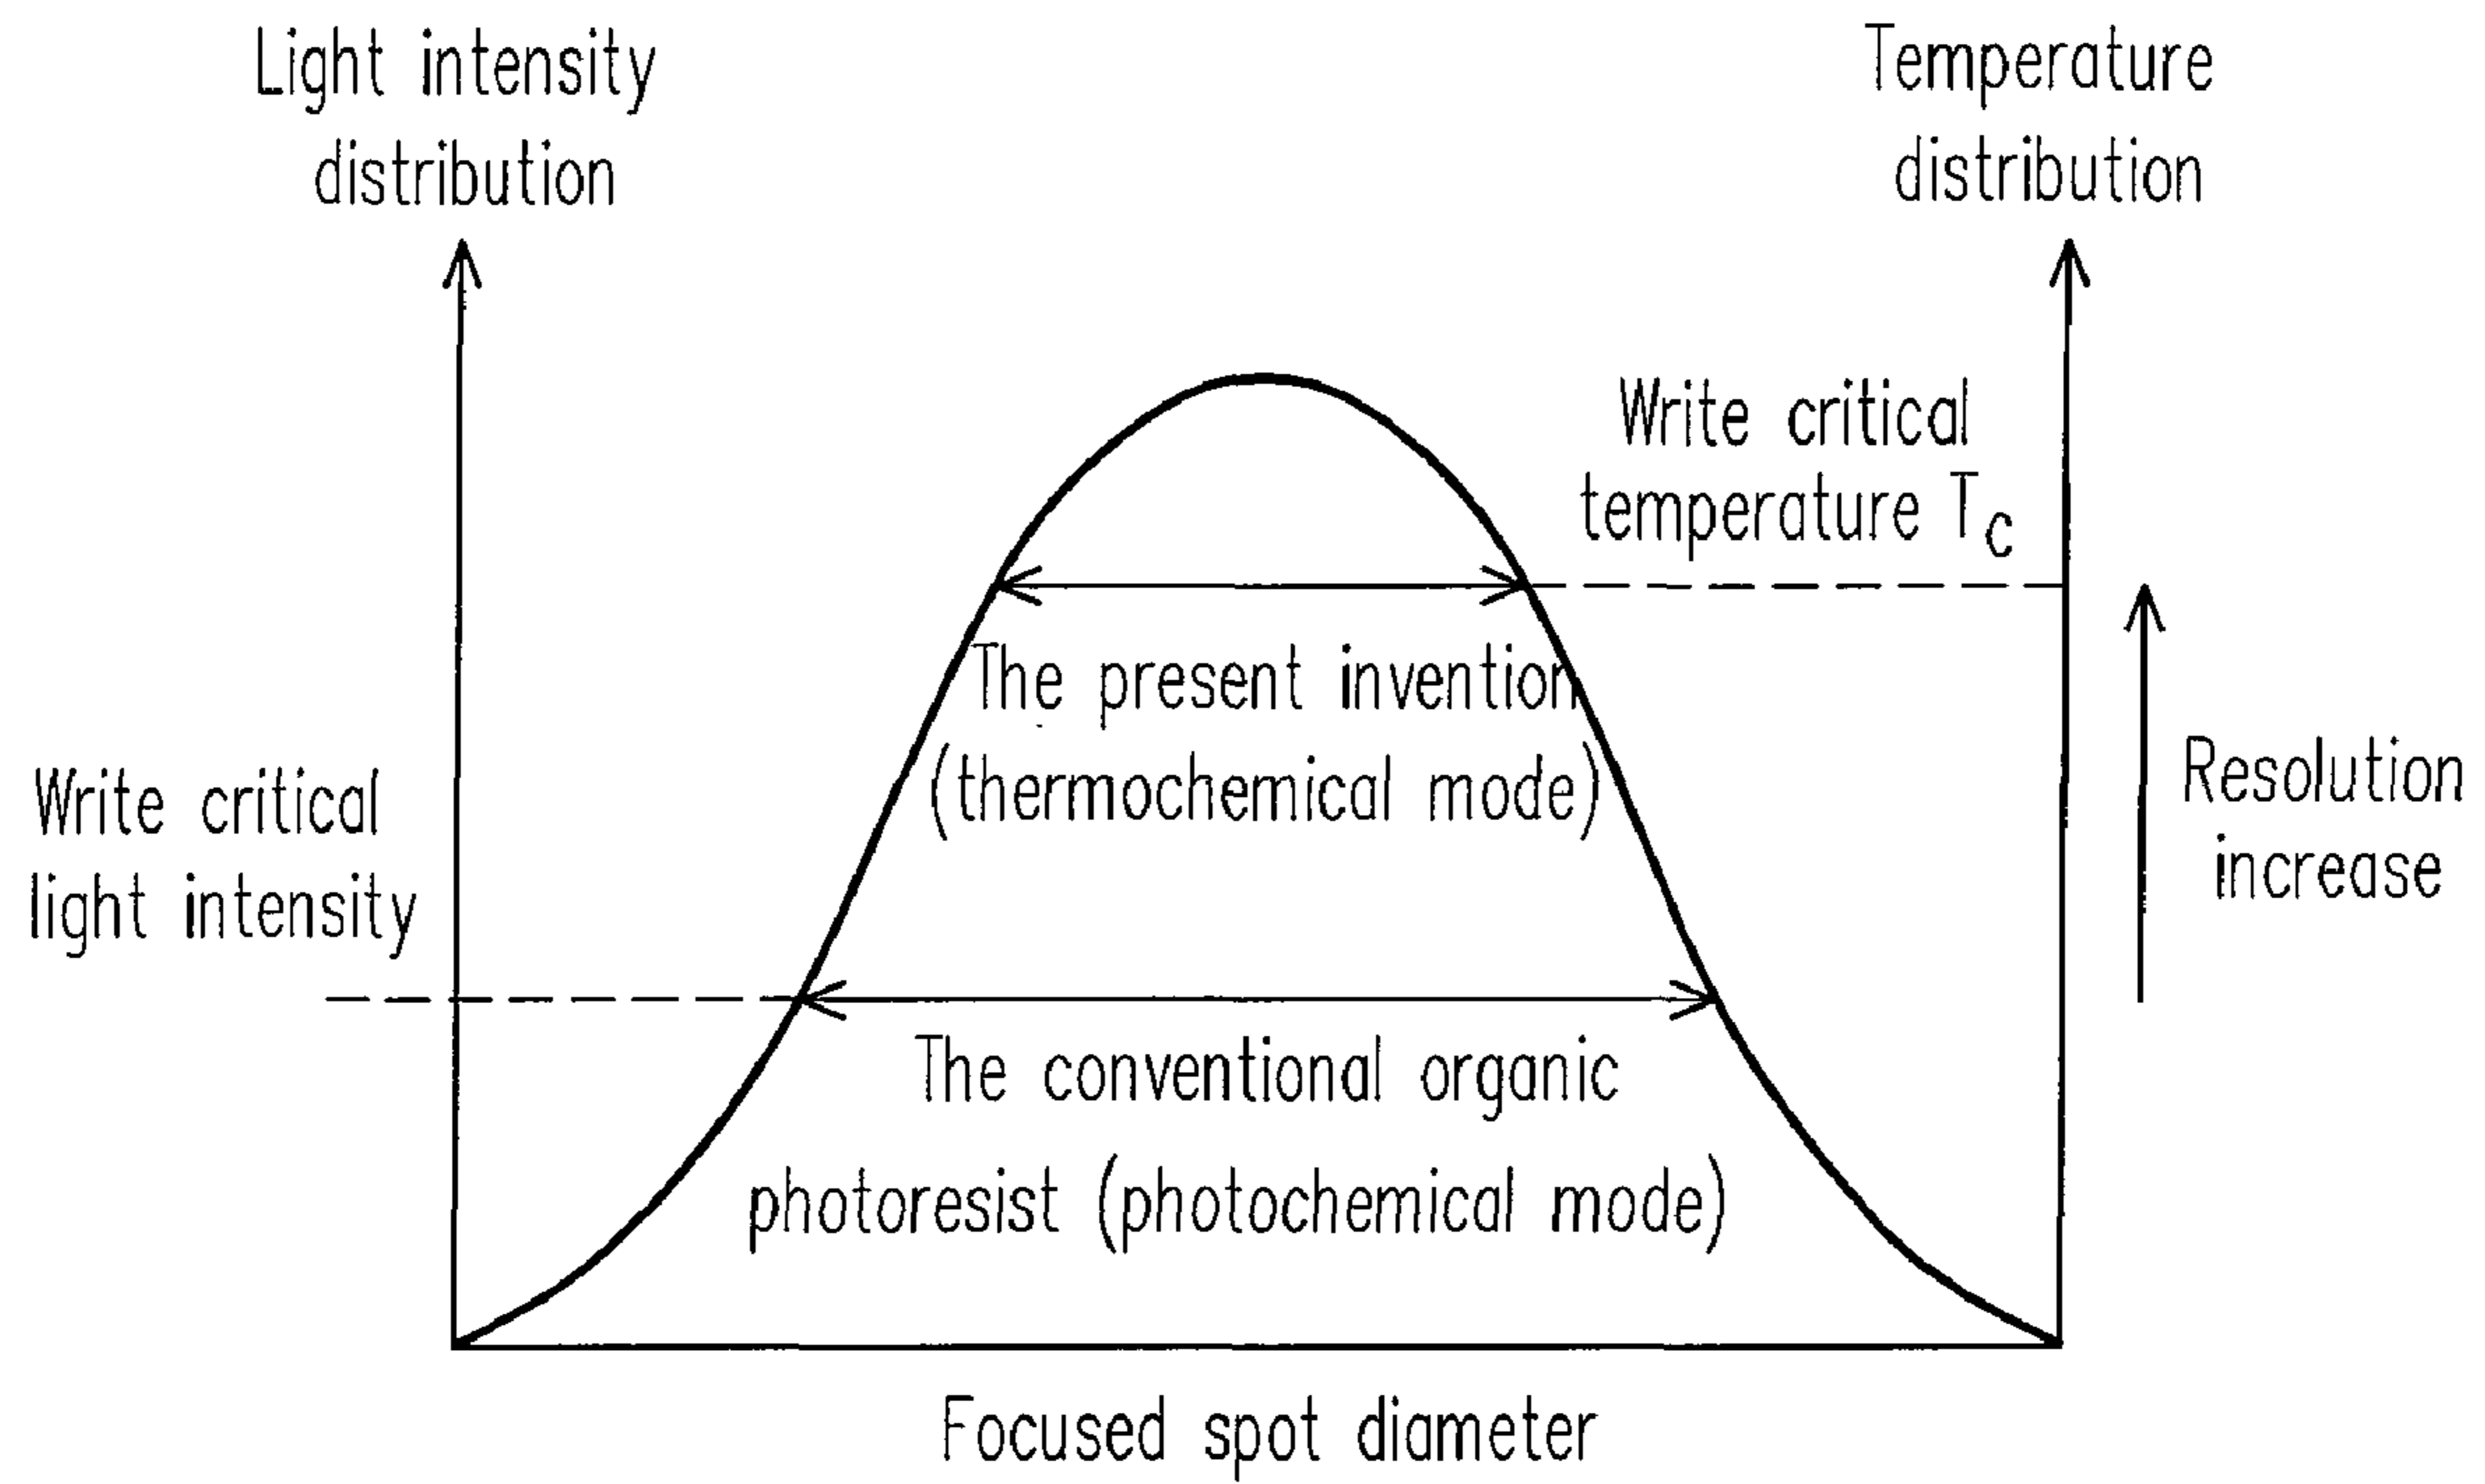 Light intensity
distribution
Temperature
distribution
Write critical
temperature Tc
The present invention
(thermochemical mode)
Write critical
light intensity
Resolution
increase
The conventional organic
photoresist (photochemical mode)
Focused spot diameter